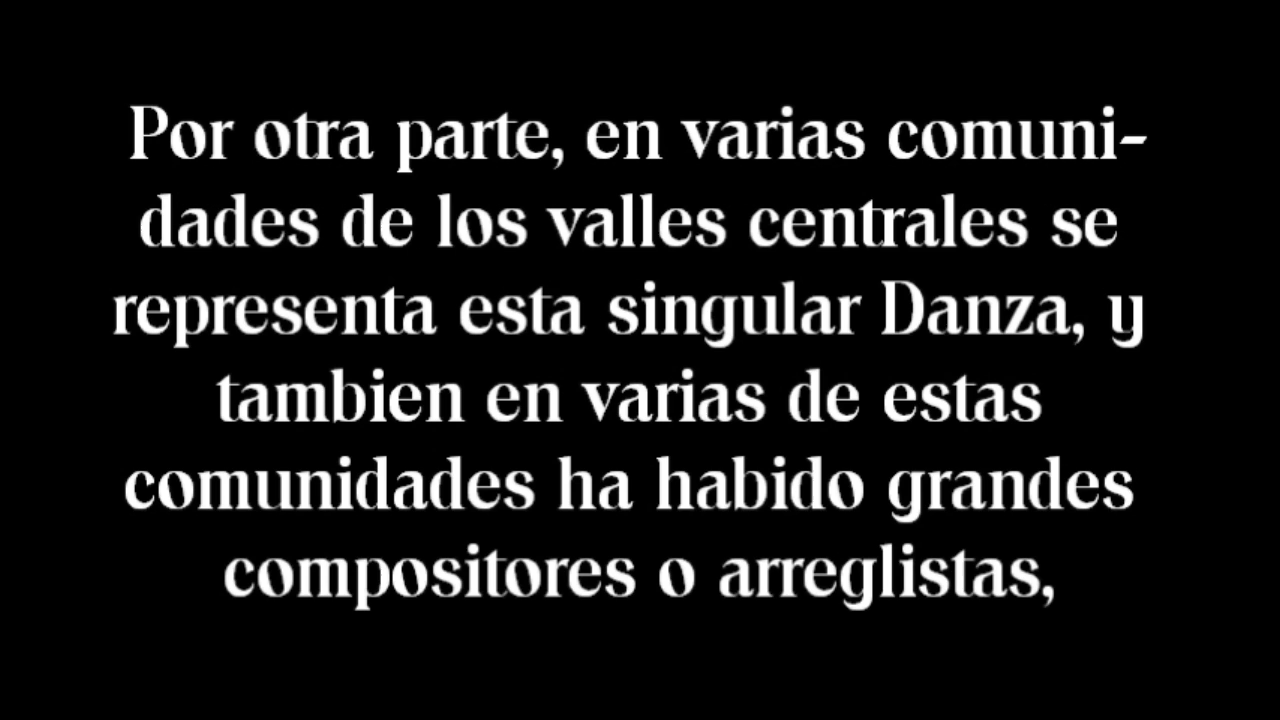 Por otra parte, en varias comuni-
dades de los valles centrales se
representa esta singular Danza, y
tambien en varias de estas
comunidades ha habido grandes
compositores o arreglistas,